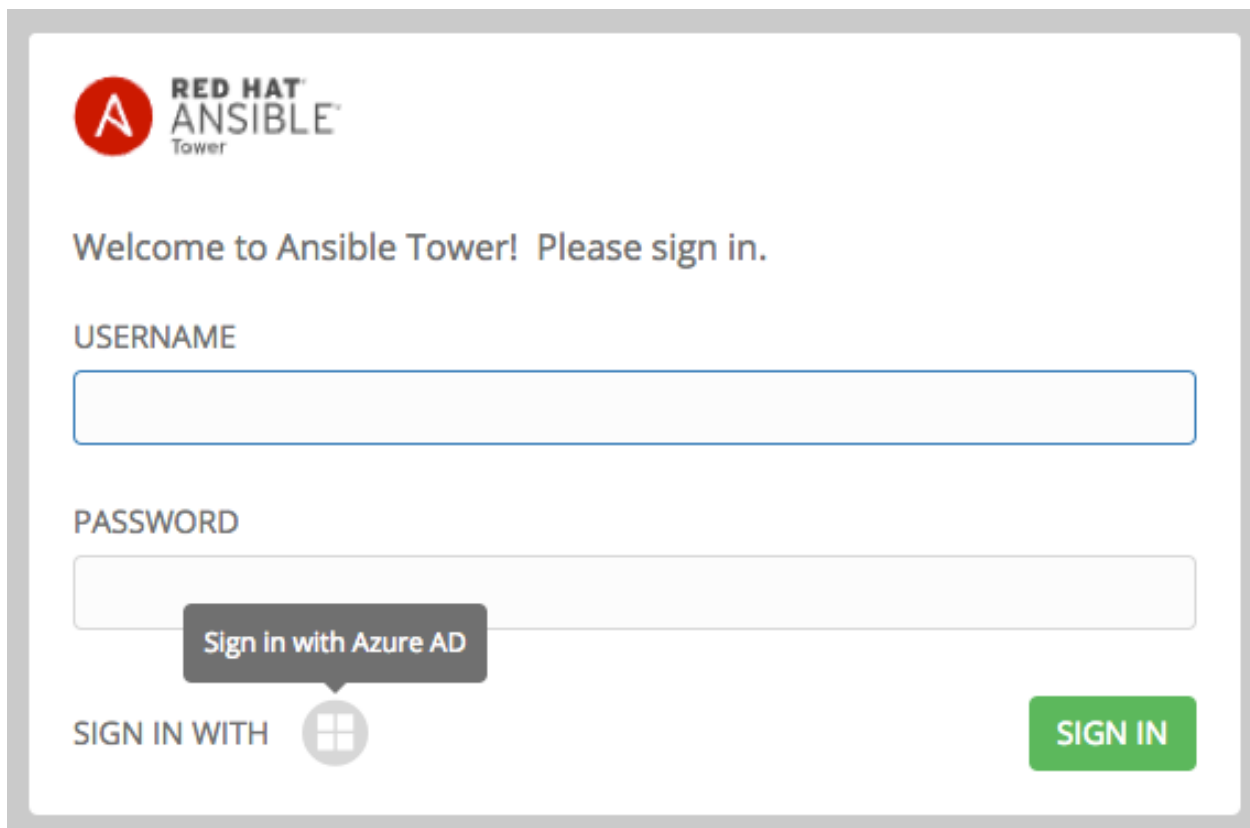 RED HAT
ANSIBLE
Tower
Welcome to Ansible Tower! Please sign in.
USERNAME
PASSWORD
Sign in with Azure AD
SIGN IN WITH
SIGN IN